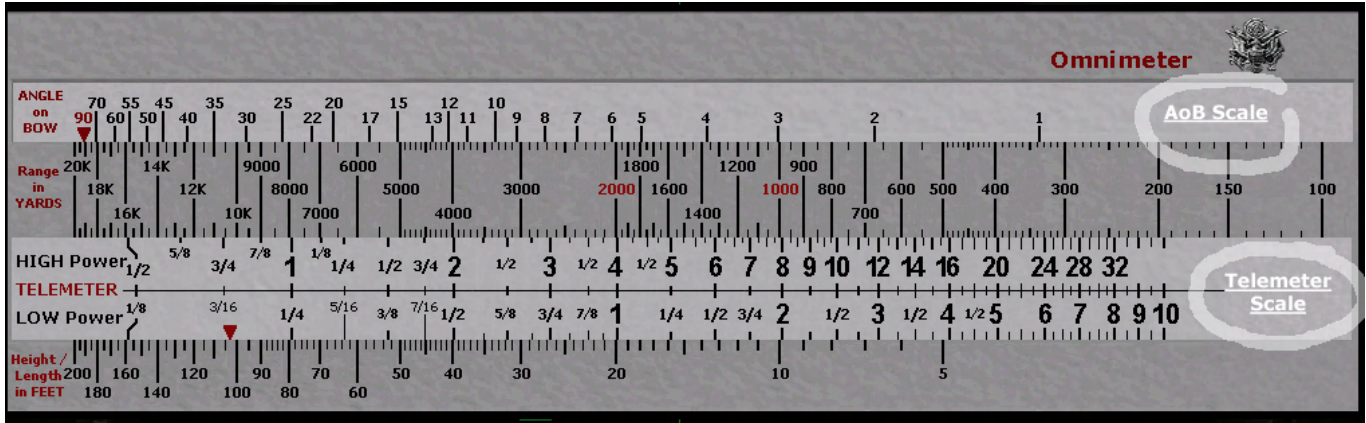 Omnimeter
ANGLE on BOW
70 55 45 35 25 20 15 12 10
90 60 50 40 30 22 17 13 11 9 8 7 6 5 4 3 2 1
AoB Scale
Range in YARDS
20K 14K 9000 6000 1800 1200 900
18K 12K 8000 5000 3000 2000 1600 1000 800 600 500 400 300 200 150 100
16K 10K 7000 4000 1400 700
HIGH Power 1/2 5/8 3/4 7/8 1 1/8 1/4 1/2 3/4 2 1/2 3 1/2 4 1/2 5 6 7 8 9 10 12 14 16 20 24 28 32
TELEMETER
LOW Power 1/8 3/16 1/4 5/16 3/8 7/16 1/2 5/8 3/4 7/8 1 1/4 1/2 3/4 2 1/2 3 1/2 4 1/2 5 6 7 8 9 10
Telemeter
Scale
Height / Length in FEET
200 160 120 90 70 50 40 30 20 10 5
180 140 100 80 60